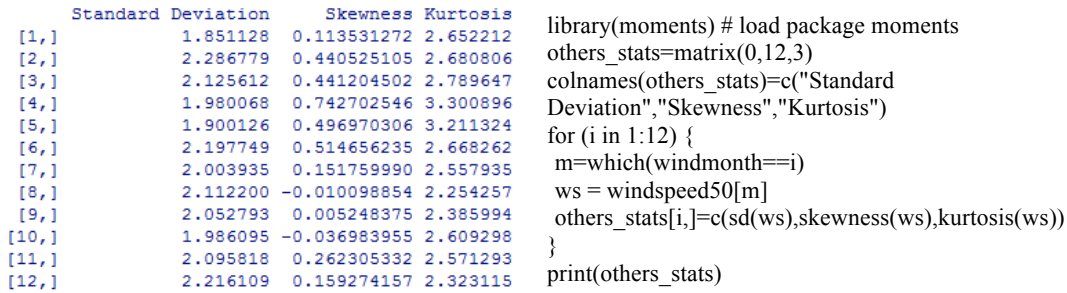 Standard Deviation Skewness Kurtosis
[1,] 1.851128 0.113531272 2.652212
[2,] 2.286779 0.440525105 2.680806
[3,] 2.125612 0.441204502 2.789647
[4,] 1.980068 0.742702546 3.300896
[5,] 1.900126 0.496970306 3.211324
[6,] 2.197749 0.514656235 2.668262
[7,] 2.003935 0.151759990 2.557935
[8,] 2.112200 -0.010098854 2.254257
[9,] 2.052793 0.005248375 2.385994
[10,] 1.986095 -0.036983955 2.609298
[11,] 2.095818 0.262305332 2.571293
[12,] 2.216109 0.159274157 2.323115
library(moments) # load package moments
others_stats=matrix(0,12,3)
colnames(others_stats)=c("Standard
Deviation","Skewness","Kurtosis")
for (i in 1:12) {
m=which(windmonth==i)
ws = windspeed50[m]
others_stats[i,]=c(sd(ws),skewness(ws),kurtosis(ws))
}
print(others_stats)